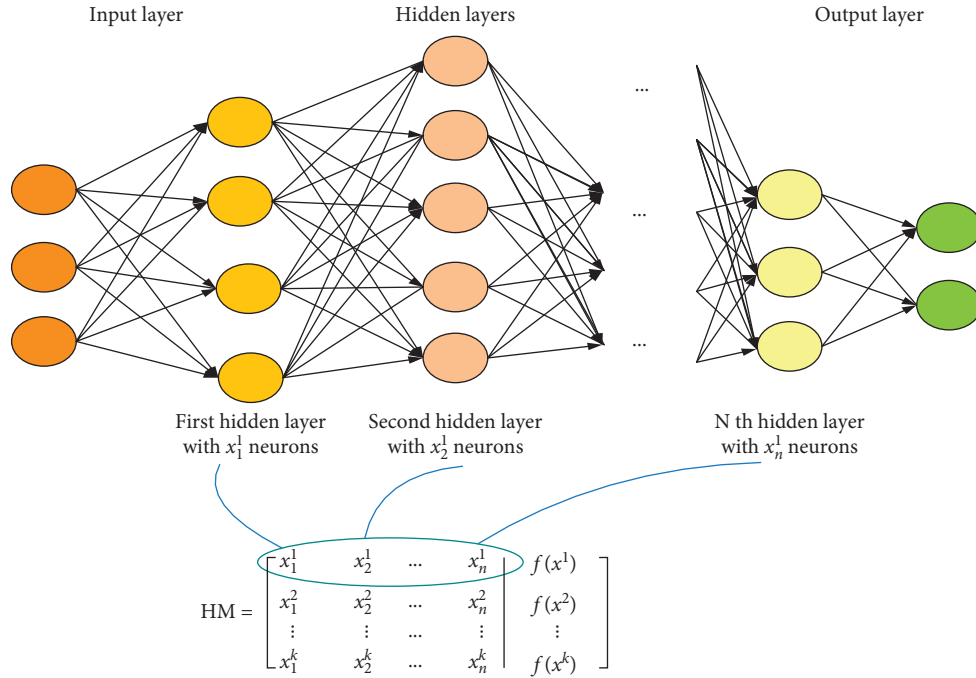 Input layer
Hidden layers
Output layer
...
...
...
First hidden layer
with x₁¹ neurons
Second hidden layer
with x₂¹ neurons
N th hidden layer
with xₙ¹ neurons
HM =
x₁¹ x₂¹ ... xₙ¹ f(x¹)
x₁² x₂² ... xₙ² f(x²)
⋮ ⋮ ... ⋮ ⋮
x₁ᵏ x₂ᵏ ... xₙᵏ f(xᵏ)